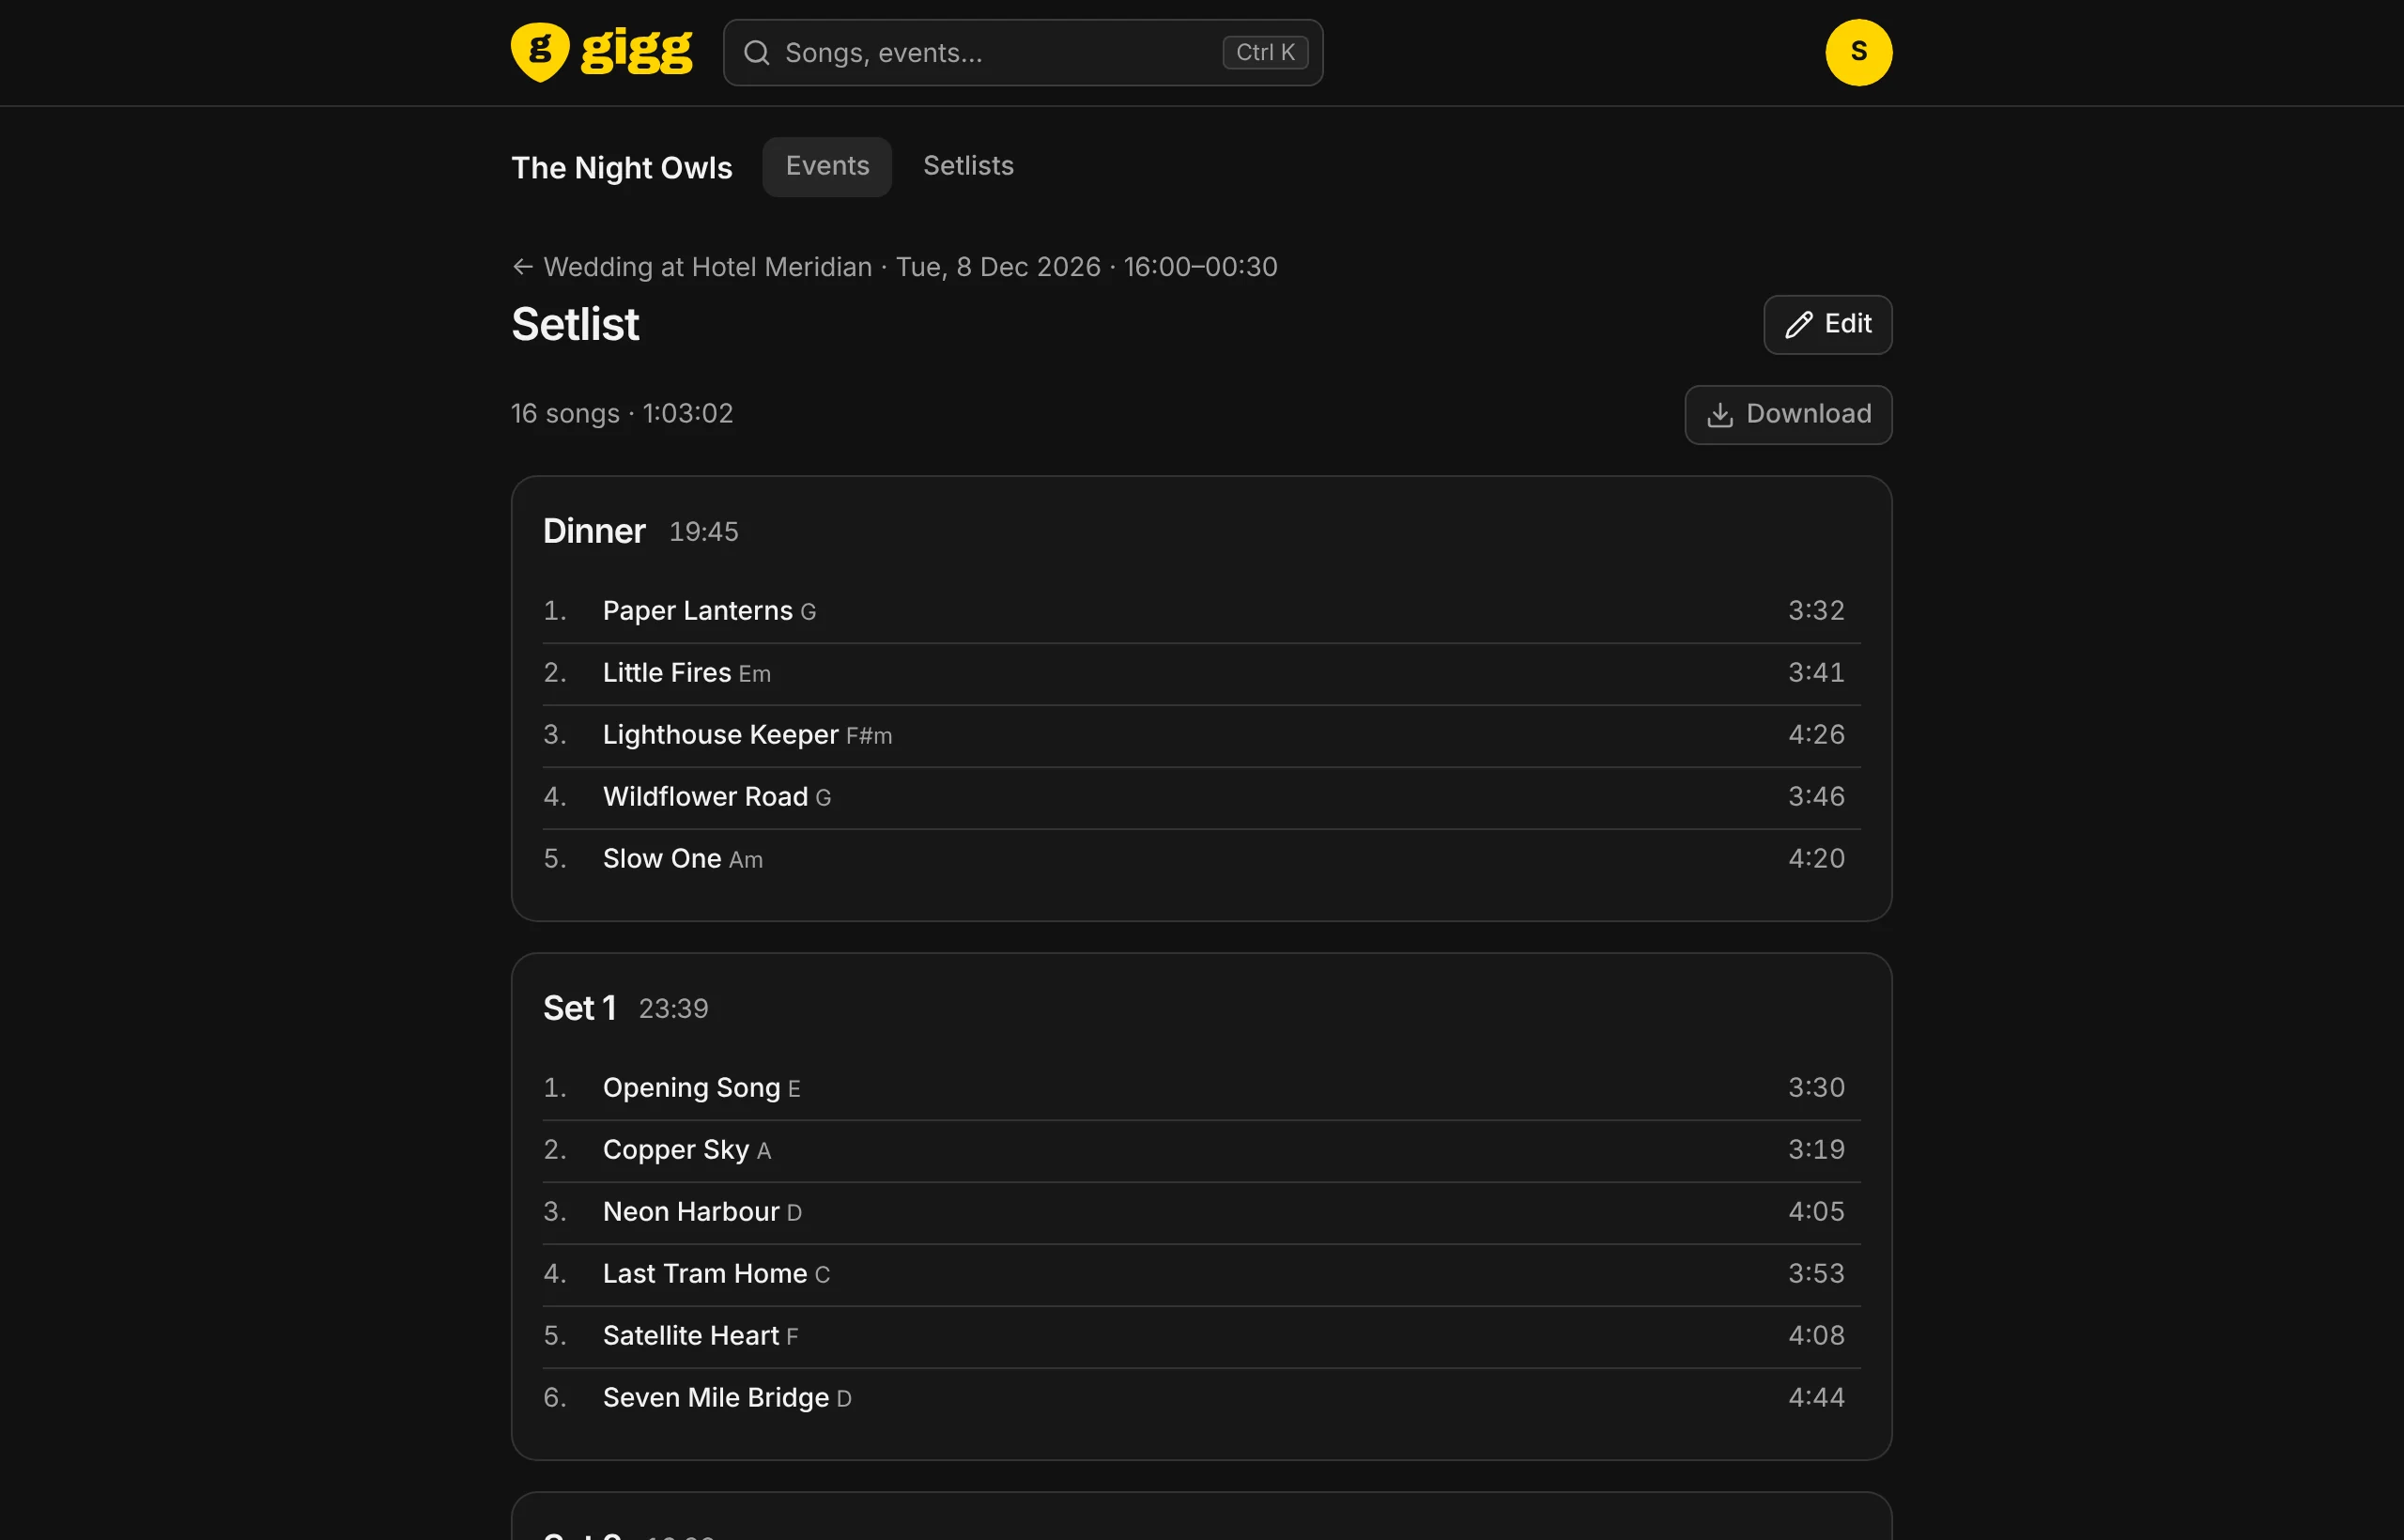 g gigg Songs, events... Ctrl K S
The Night Owls Events Setlists
← Wedding at Hotel Meridian · Tue, 8 Dec 2026 · 16:00–00:30
Setlist Edit
16 songs · 1:03:02 Download
Dinner 19:45
1. Paper Lanterns G 3:32
2. Little Fires Em 3:41
3. Lighthouse Keeper F#m 4:26
4. Wildflower Road G 3:46
5. Slow One Am 4:20
Set 1 23:39
1. Opening Song E 3:30
2. Copper Sky A 3:19
3. Neon Harbour D 4:05
4. Last Tram Home C 3:53
5. Satellite Heart F 4:08
6. Seven Mile Bridge D 4:44